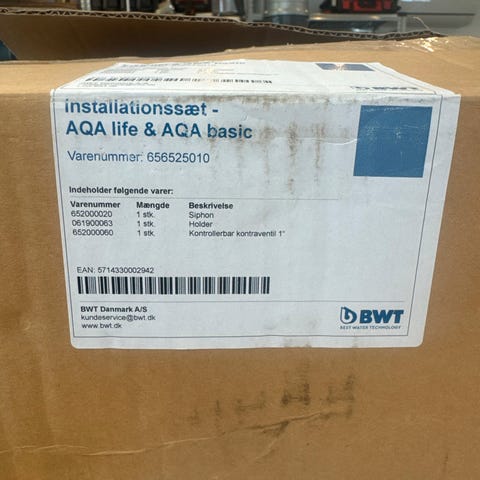 Installationssæt -
AQA life & AQA basic
Varenummer: 656525010
Indeholder følgende varer:
Varenummer Mængde Beskrivelse
652000020 1 stk. Siphon
061900063 1 stk. Holder
652000060 1 stk. Kontrollerbar kontraventil 1"
EAN: 5714330002942
BWT Danmark A/S
kundeservice@bwt.dk
www.bwt.dk
BWT
BEST WATER TECHNOLOGY